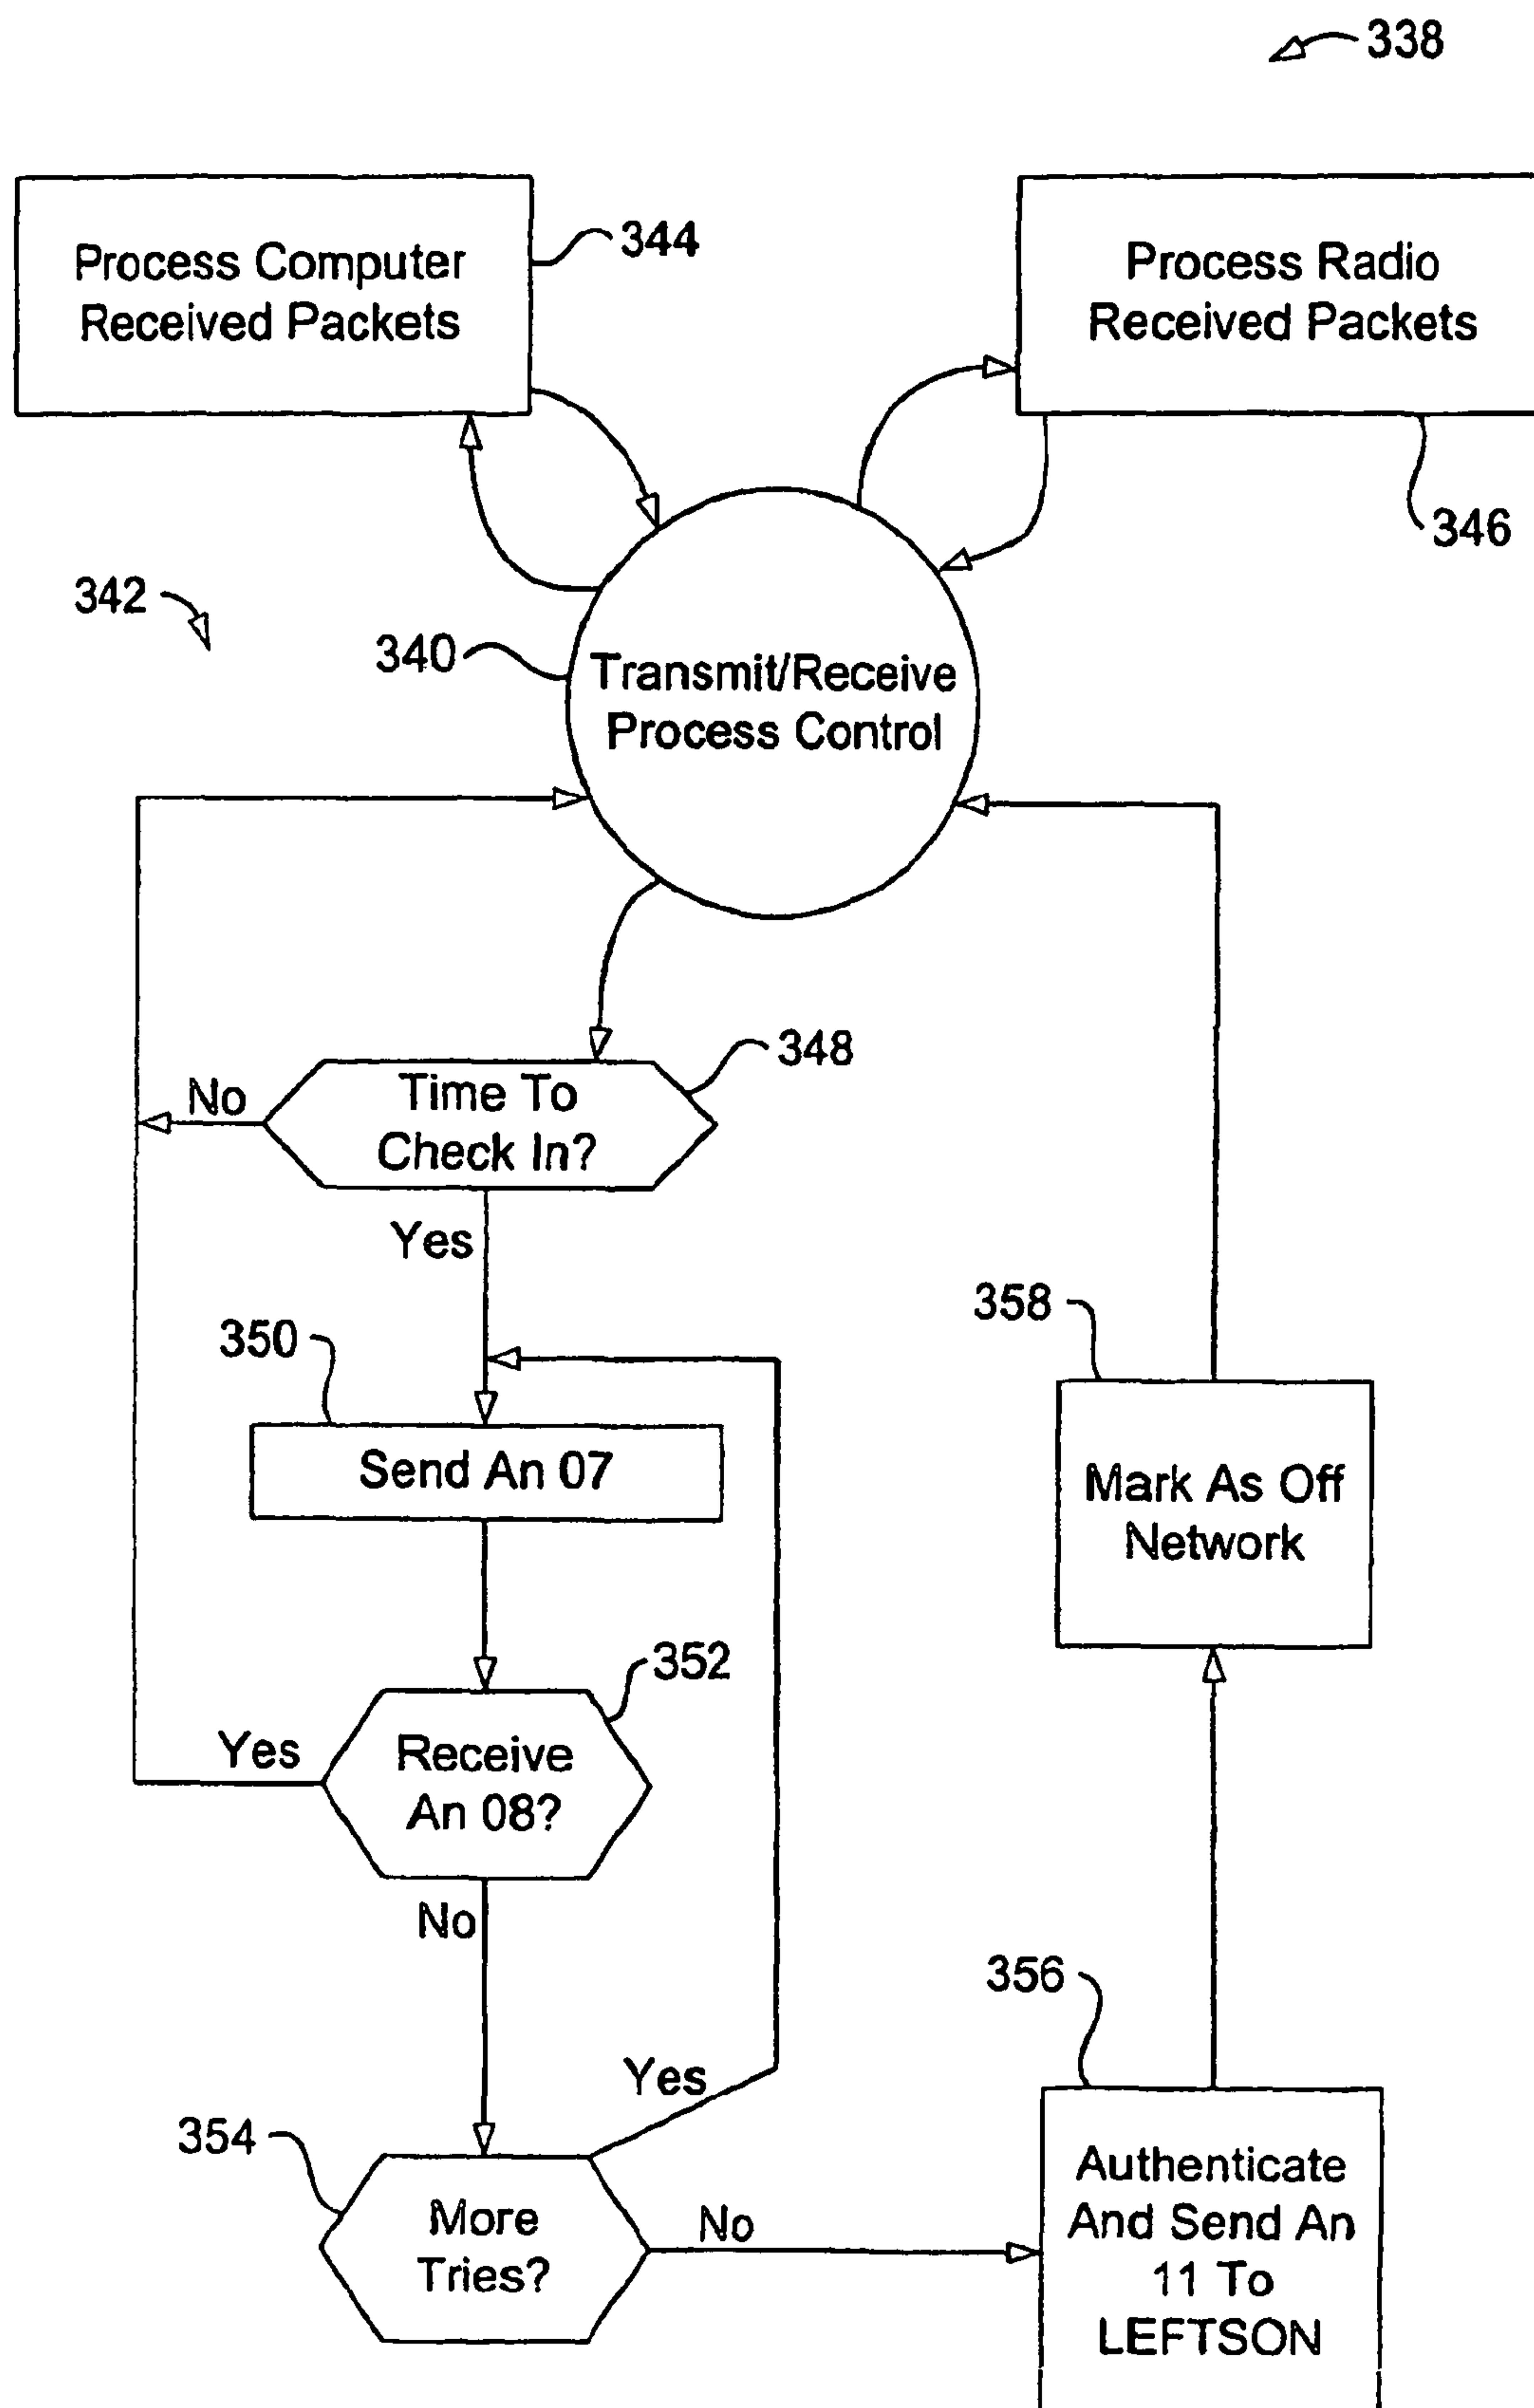 338
Process Computer
Received Packets
344
Process Radio
Received Packets
346
342
340
Transmit/Receive
Process Control
348
Time To
Check In?
No
Yes
350
Send An 07
358
Mark As Off
Network
352
Receive
An 08?
Yes
No
356
Yes
354
More
Tries?
No
Authenticate
And Send An
11 To
LEFTSON